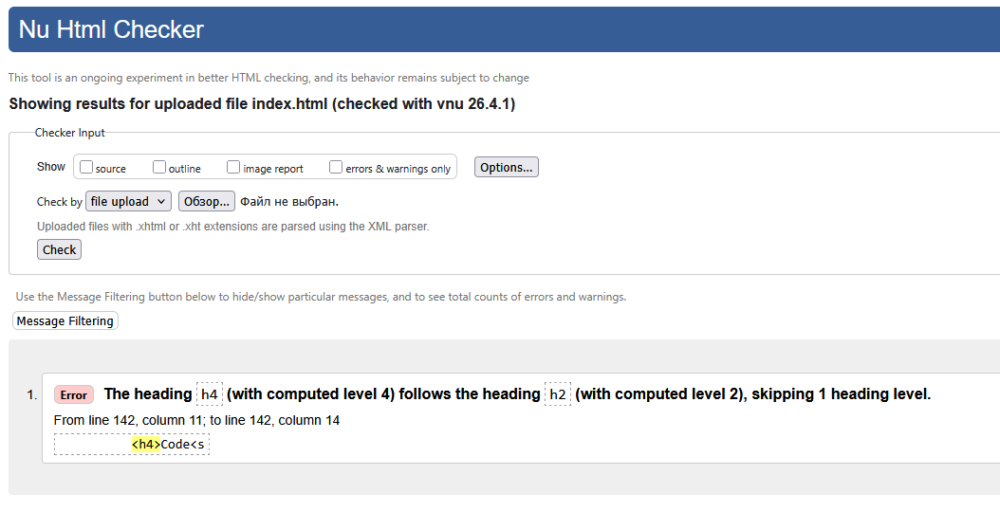 Nu Html Checker
This tool is an ongoing experiment in better HTML checking, and its behavior remains subject to change
Showing results for uploaded file index.html (checked with vnu 26.4.1)
Checker Input
Show source outline image report errors & warnings only Options...
Check by file upload Обзор... Файл не выбран.
Uploaded files with .xhtml or .xht extensions are parsed using the XML parser.
Check
Use the Message Filtering button below to hide/show particular messages, and to see total counts of errors and warnings.
Message Filtering
1. Error The heading h4 (with computed level 4) follows the heading h2 (with computed level 2), skipping 1 heading level.
From line 142, column 11; to line 142, column 14
<h4>Code<s